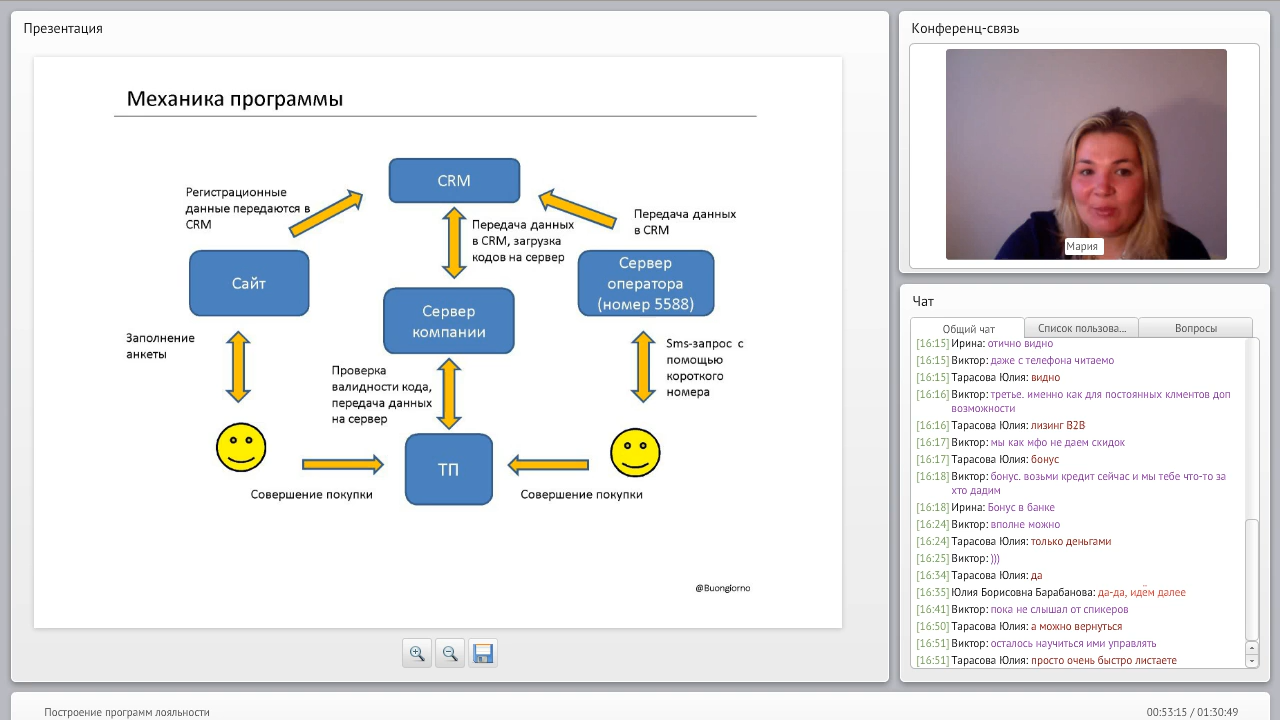 Презентация
Механика программы
CRM
Регистрационные
данные передаются в
CRM
Передача данных
в CRM, загрузка
кодов на сервер
Передача данных
в CRM
Сайт
Сервер
оператора
(номер 5588)
Сервер
компании
Заполнение
анкеты
Sms-запрос с
помощью
короткого
номера
Проверка
валидности кода,
передача данных
на сервер
ТП
Совершение покупки
Совершение покупки
@Buongiorno
Конференц-связь
Мария
Чат
Общий чат
Список пользова...
Вопросы
[16:15] Ирина: отично видно
[16:15] Виктор: даже с телефона читаемо
[16:15] Тарасова Юлия: видно
[16:16] Виктор: третье. именно как для постоянных клментов доп
возможности
[16:16] Тарасова Юлия: лизинг B2B
[16:17] Виктор: мы как мфо не даем скидок
[16:17] Тарасова Юлия: бонус
[16:18] Виктор: бонус. возьми кредит сейчас и мы тебе что-то за
хто дадим
[16:18] Ирина: Бонус в банке
[16:24] Виктор: вполне можно
[16:24] Тарасова Юлия: только деньгами
[16:25] Виктор: )))
[16:34] Тарасова Юлия: да
[16:35] Юлия Борисовна Барабанова: да-да, идём далее
[16:41] Виктор: пока не слышал от спикеров
[16:50] Тарасова Юлия: а можно вернуться
[16:51] Виктор: осталось научиться ими управлять
[16:51] Тарасова Юлия: просто очень быстро листаете
Построение программ лояльности
00:53:15 / 01:30:49